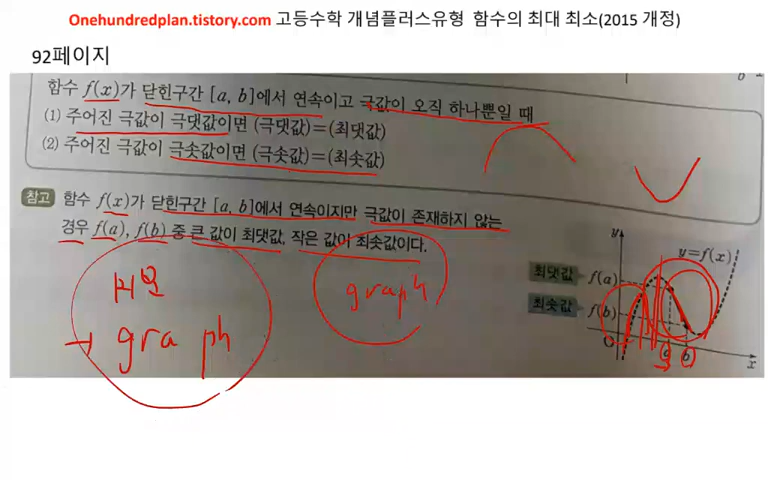 Onehundredplan.tistory.com 고등수학 개념플러스유형 함수의 최대 최소(2015 개정)
92페이지
함수 f(x)가 닫힌구간 [a, b]에서 연속이고 극값이 오직 하나뿐일 때
(1) 주어진 극값이 극댓값이면 (극댓값)=(최댓값)
(2) 주어진 극값이 극솟값이면 (극솟값)=(최솟값)
참고 함수 f(x)가 닫힌구간 [a, b]에서 연속이지만 극값이 존재하지 않는
경우 f(a), f(b) 중 큰 값이 최댓값, 작은 값이 최솟값이다.
y
y=f(x)
최댓값 f(a)
최솟값 f(b)
O a b x
graph
→ gra ph